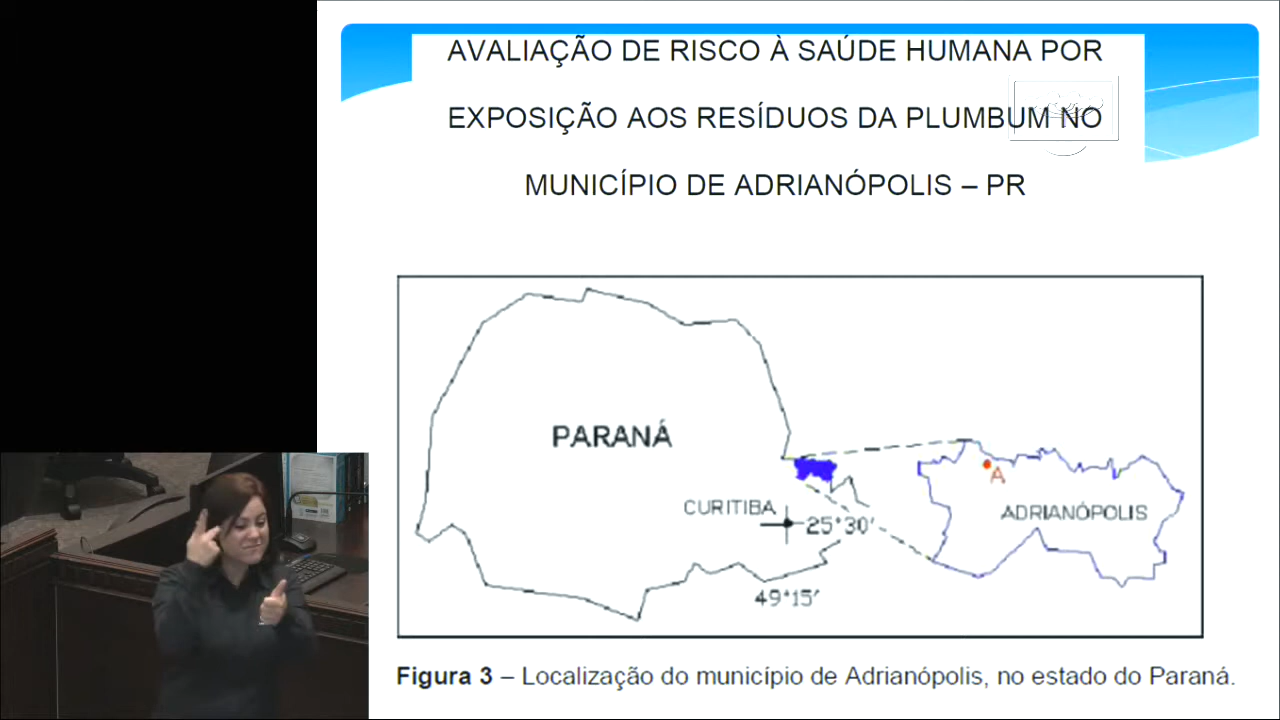 AVALIAÇÃO DE RISCO À SAÚDE HUMANA POR
EXPOSIÇÃO AOS RESÍDUOS DA PLUMBUM NO
MUNICÍPIO DE ADRIANÓPOLIS – PR
PARANÁ
A
CURITIBA
25°30'
ADRIANÓPOLIS
49°15'
Figura 3 – Localização do município de Adrianópolis, no estado do Paraná.